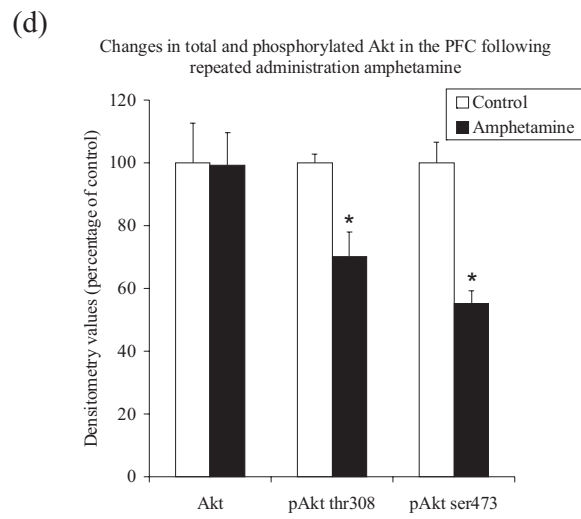 (d)
Changes in total and phosphorylated Akt in the PFC following
repeated administration amphetamine
Control
Amphetamine
Densitometry values (percentage of control)
120
100
80
60
40
20
0
*
*
Akt
pAkt thr308
pAkt ser473